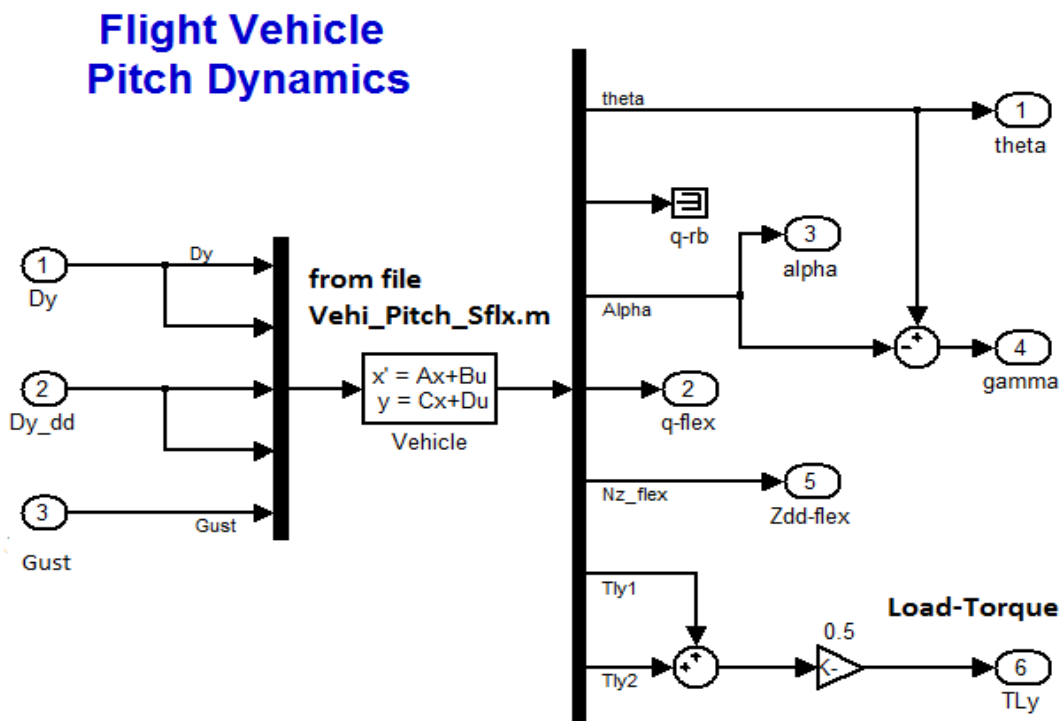 Flight Vehicle
Pitch Dynamics
theta
1
theta
q-rb
3
alpha
Dy
1
Dy
from file
Vehi_Pitch_Sflx.m
Alpha
- +
4
gamma
x' = Ax+Bu
y = Cx+Du
Vehicle
2
Dy_dd
2
q-flex
Nz_flex
5
Zdd-flex
3
Gust
Gust
Tly1
Load-Torque
0.5
Tly2
+ +
K-
6
TLy